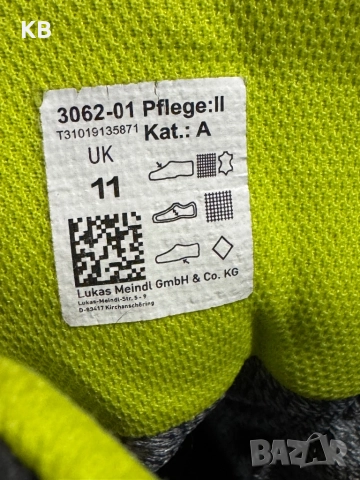 KB
3062-01 Pflege:II
T31019135871 Kat.: A
UK
11
Lukas Meindl GmbH & Co. KG
Lukas-Meindl-Str. 5 - 9
D-83417 Kirchanschöring
BAZAR